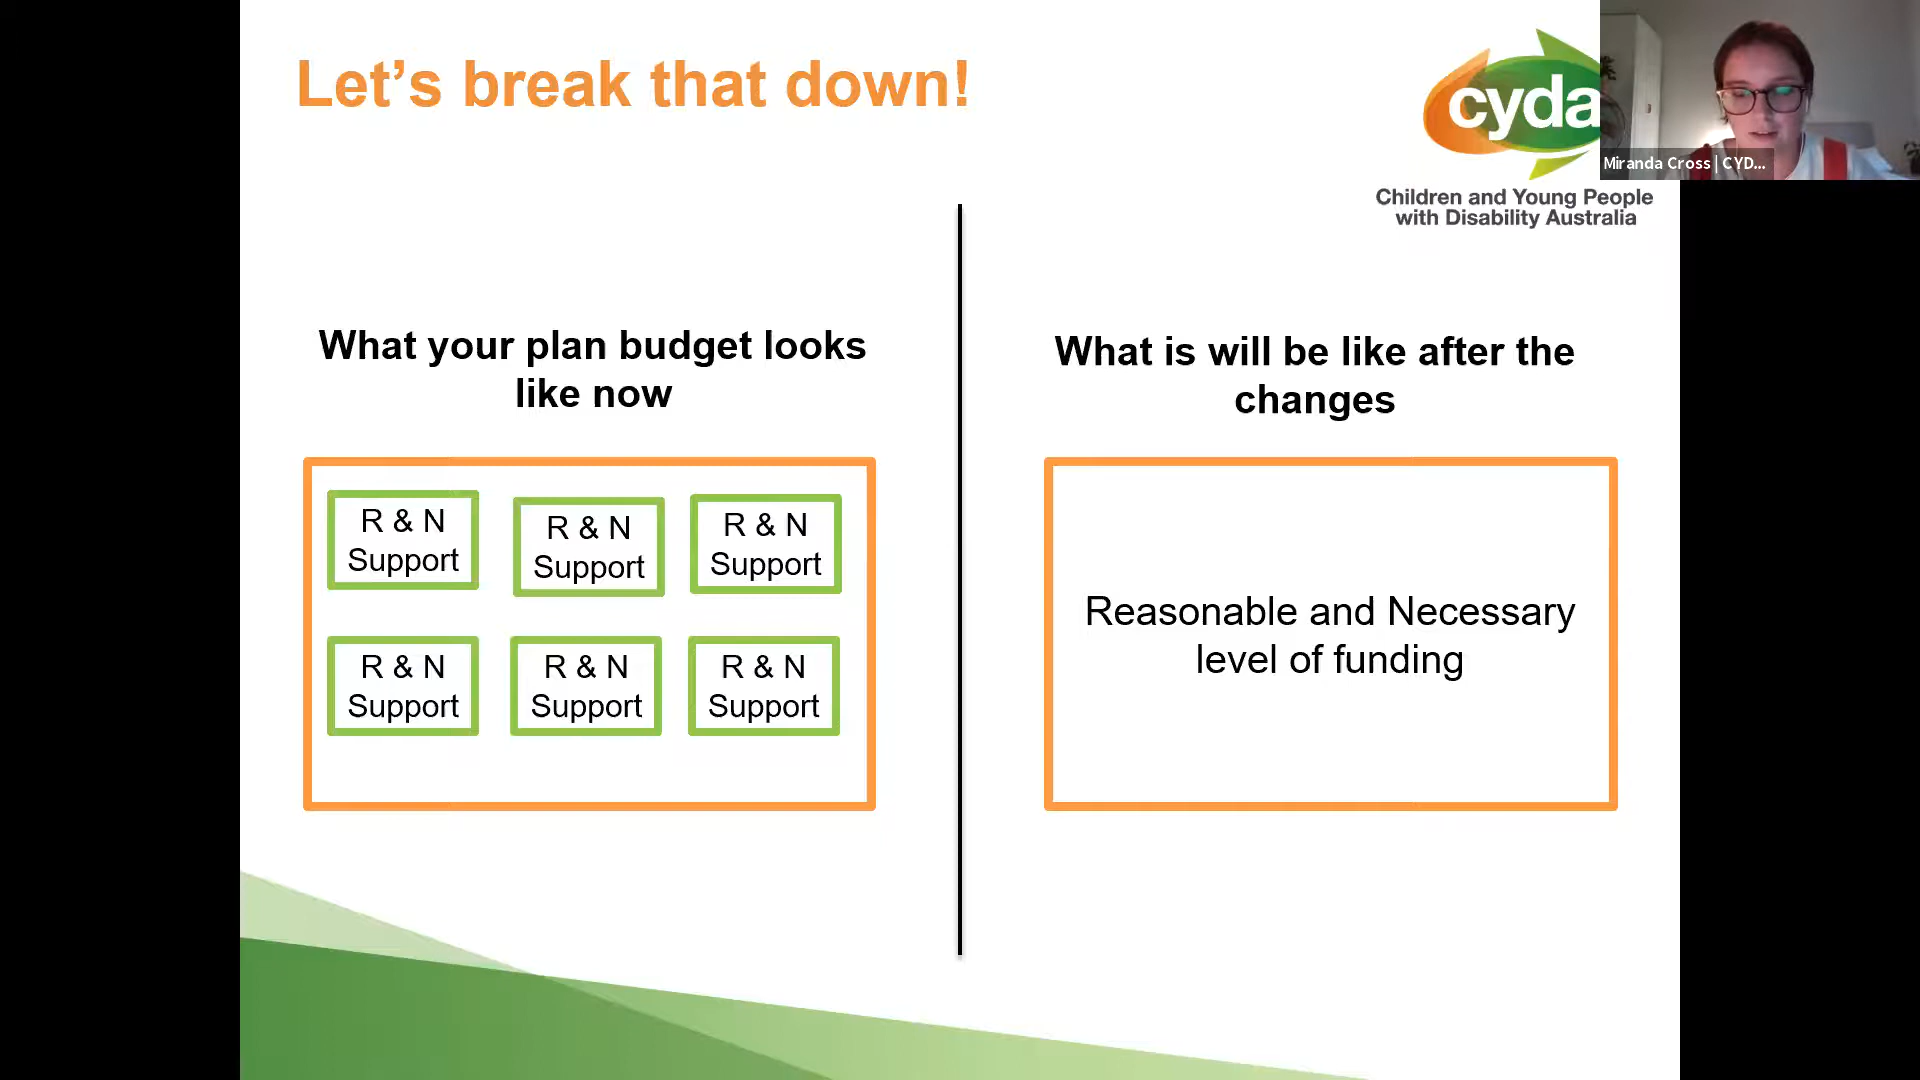 Let's break that down!
cyda
Children and Young People
with Disability Australia
Miranda Cross | CYD...
What your plan budget looks
like now
R & N
Support
R & N
Support
R & N
Support
R & N
Support
R & N
Support
R & N
Support
What is will be like after the
changes
Reasonable and Necessary
level of funding